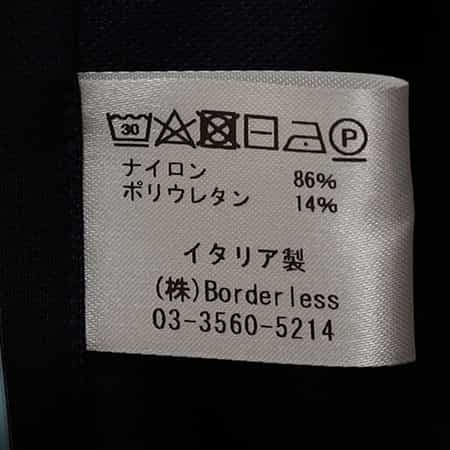 30 P
ナイロン 86%
ポリウレタン 14%
イタリア製
(株)Borderless
03-3560-5214